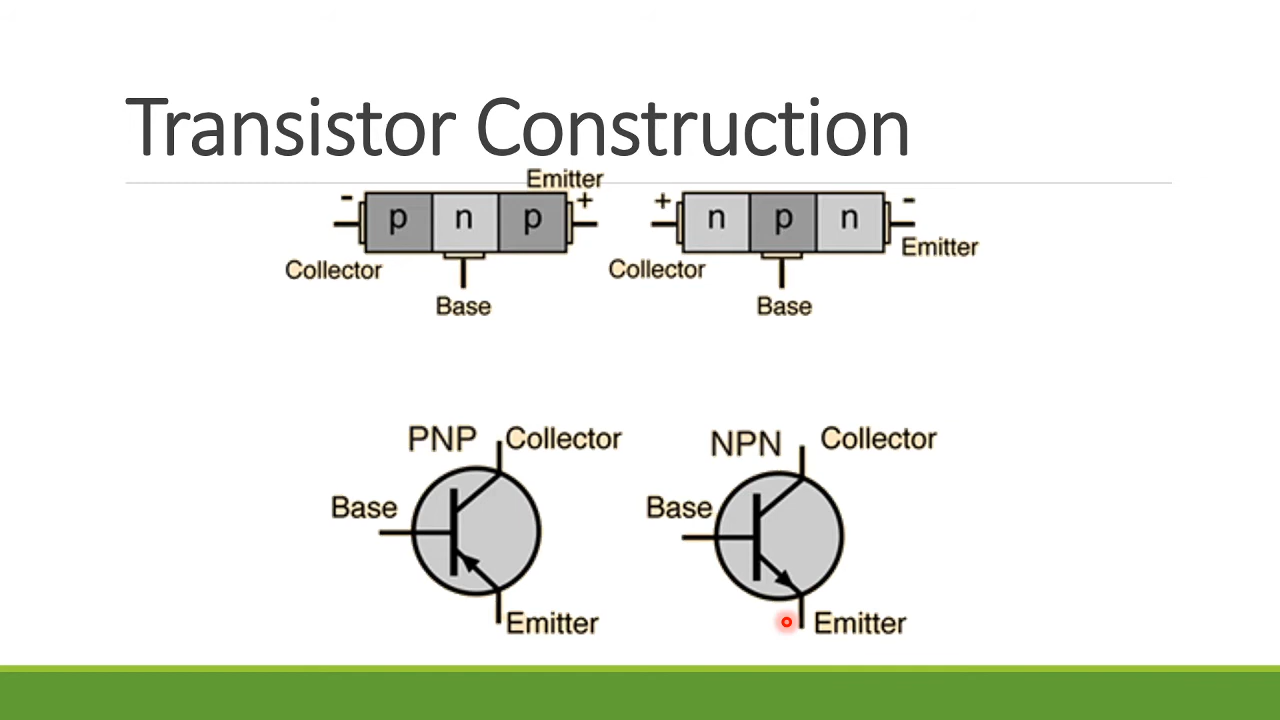 Transistor Construction
Emitter
- p n p +
+ n p n -
Collector
Base
Collector
Emitter
Base
PNP Collector
Base
Emitter
NPN Collector
Base
Emitter